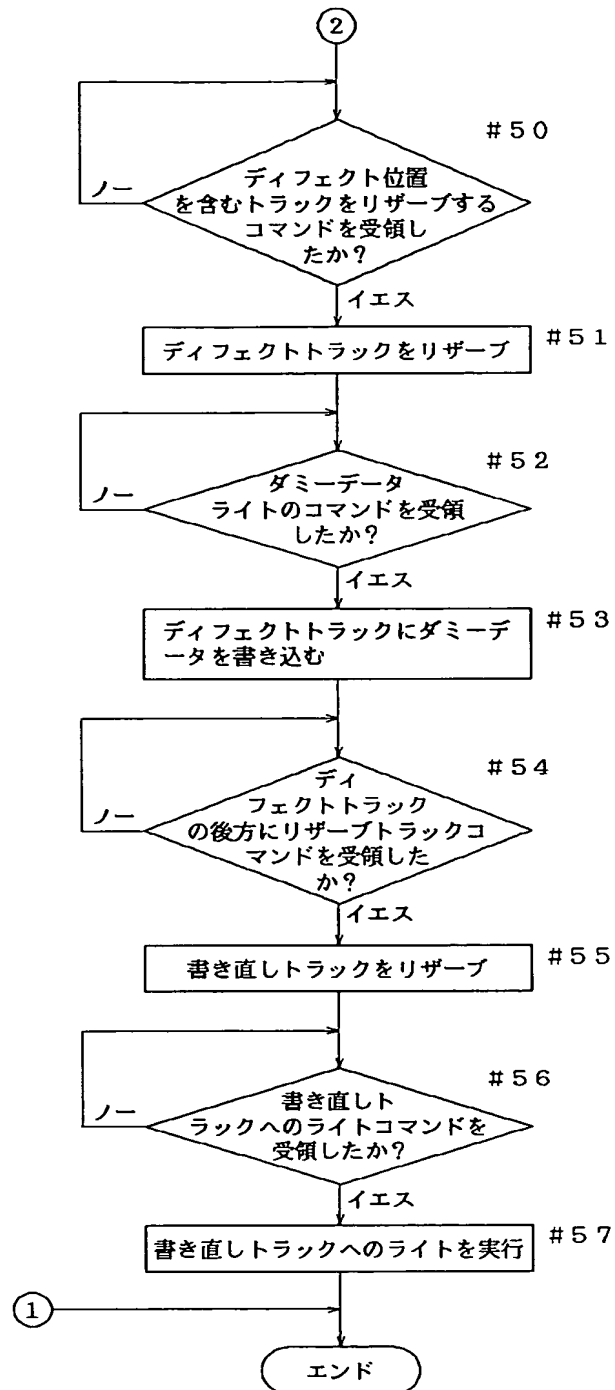 ②
#50
ディフェクト位置
を含むトラックをリザーブする
コマンドを受領し
たか？
ノー
イエス
ディフェクトトラックをリザーブ
#51
#52
ダミーデータ
ライトのコマンドを受領
したか？
ノー
イエス
ディフェクトトラックにダミーデ
ータを書き込む
#53
#54
ディ
フェクトトラック
の後方にリザーブトラックコ
マンドを受領した
か？
ノー
イエス
書き直しトラックをリザーブ
#55
#56
書き直しト
ラックへのライトコマンドを
受領したか？
ノー
イエス
書き直しトラックへのライトを実行
#57
①
エンド